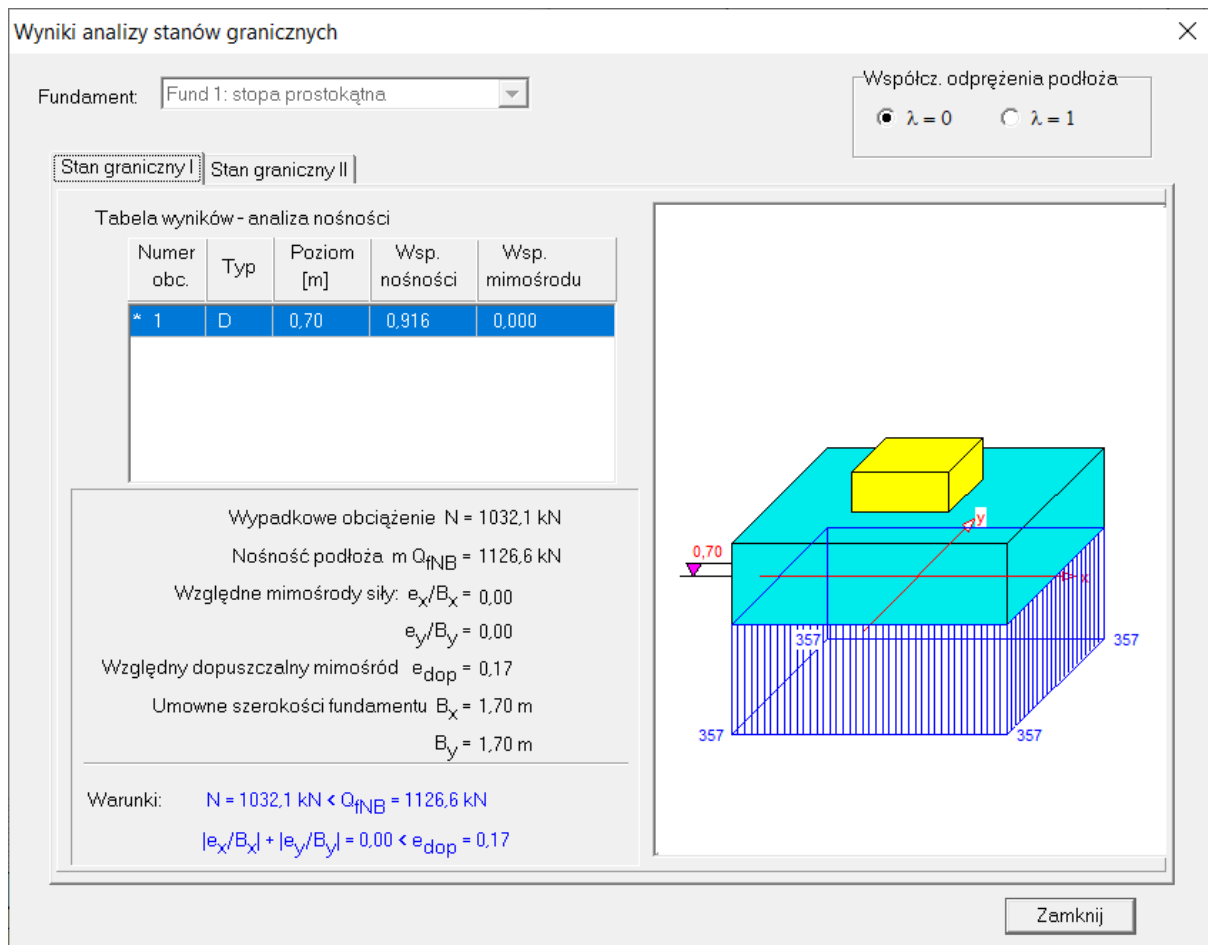 Wyniki analizy stanów granicznych
Fundament: Fund 1: stopa prostokątna
Współcz. odprężenia podłoża
λ = 0 λ = 1
Stan graniczny I Stan graniczny II
Tabela wyników - analiza nośności
Numer obc. Typ Poziom [m] Wsp. nośności Wsp. mimośrodu
* 1 D 0,70 0,916 0,000
Wypadkowe obciążenie N = 1032,1 kN
Nośność podłoża m QfNB = 1126,6 kN
Względne mimośrody siły: ex/Bx = 0,00
ey/By = 0,00
Względny dopuszczalny mimośród edop = 0,17
Umowne szerokości fundamentu Bx = 1,70 m
By = 1,70 m
Warunki: N = 1032,1 kN < QfNB = 1126,6 kN
|ex/Bx| + |ey/By| = 0,00 < edop = 0,17
y
0,70
x
357 357
357 357
Zamknij